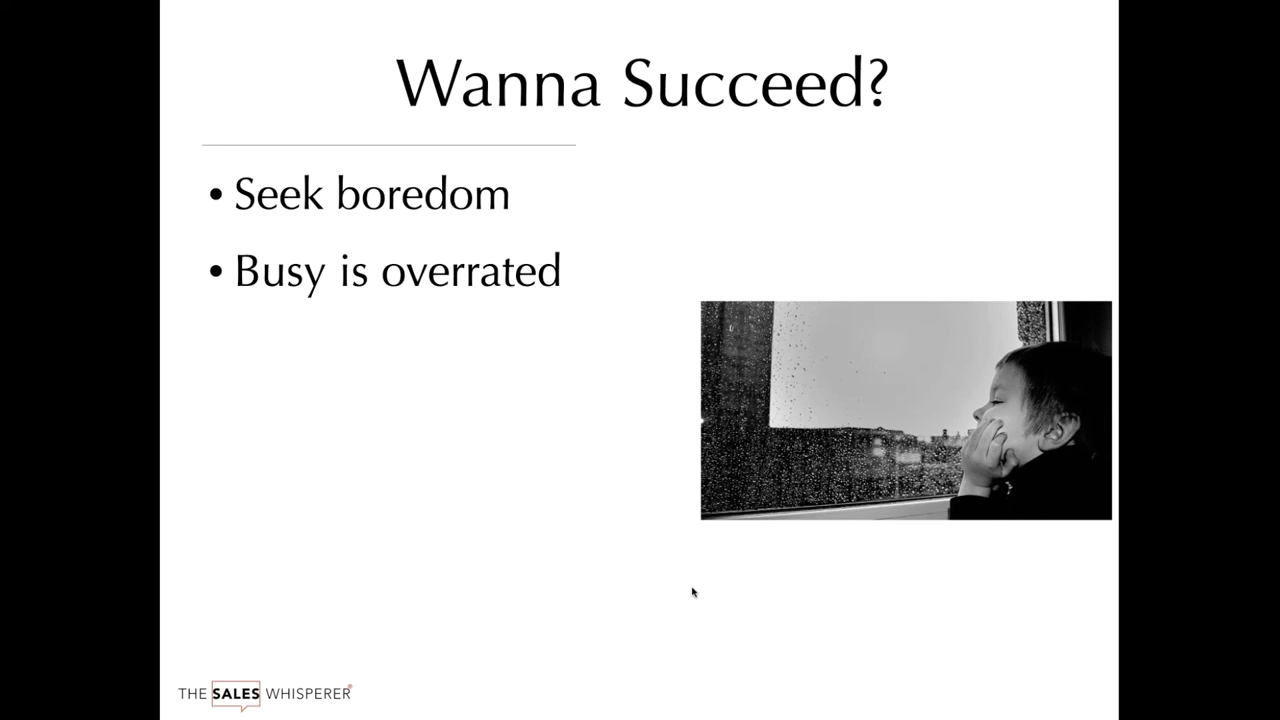 Wanna Succeed?
• Seek boredom
• Busy is overrated
THE SALES WHISPERER®